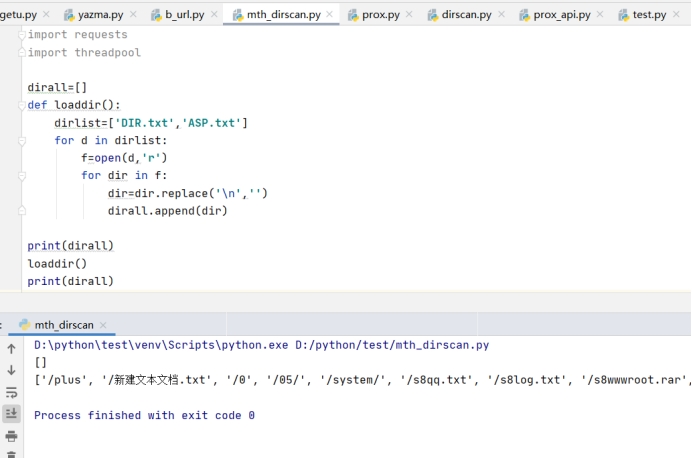 getu.py × yazma.py × b_url.py × mth_dirscan.py × prox.py × dirscan.py × prox_api.py × test.py ×
import requests
import threadpool
dirall=[]
def loaddir():
    dirlist=['DIR.txt','ASP.txt']
    for d in dirlist:
        f=open(d,'r')
        for dir in f:
            dir=dir.replace('\n','')
            dirall.append(dir)
print(dirall)
loaddir()
print(dirall)
: mth_dirscan ×
D:\python\test\venv\Scripts\python.exe D:/python/test/mth_dirscan.py
[]
['/plus', '/新建文本文档.txt', '/0', '/05/', '/system/', '/s8qq.txt', '/s8log.txt', '/s8wwwroot.rar',
Process finished with exit code 0